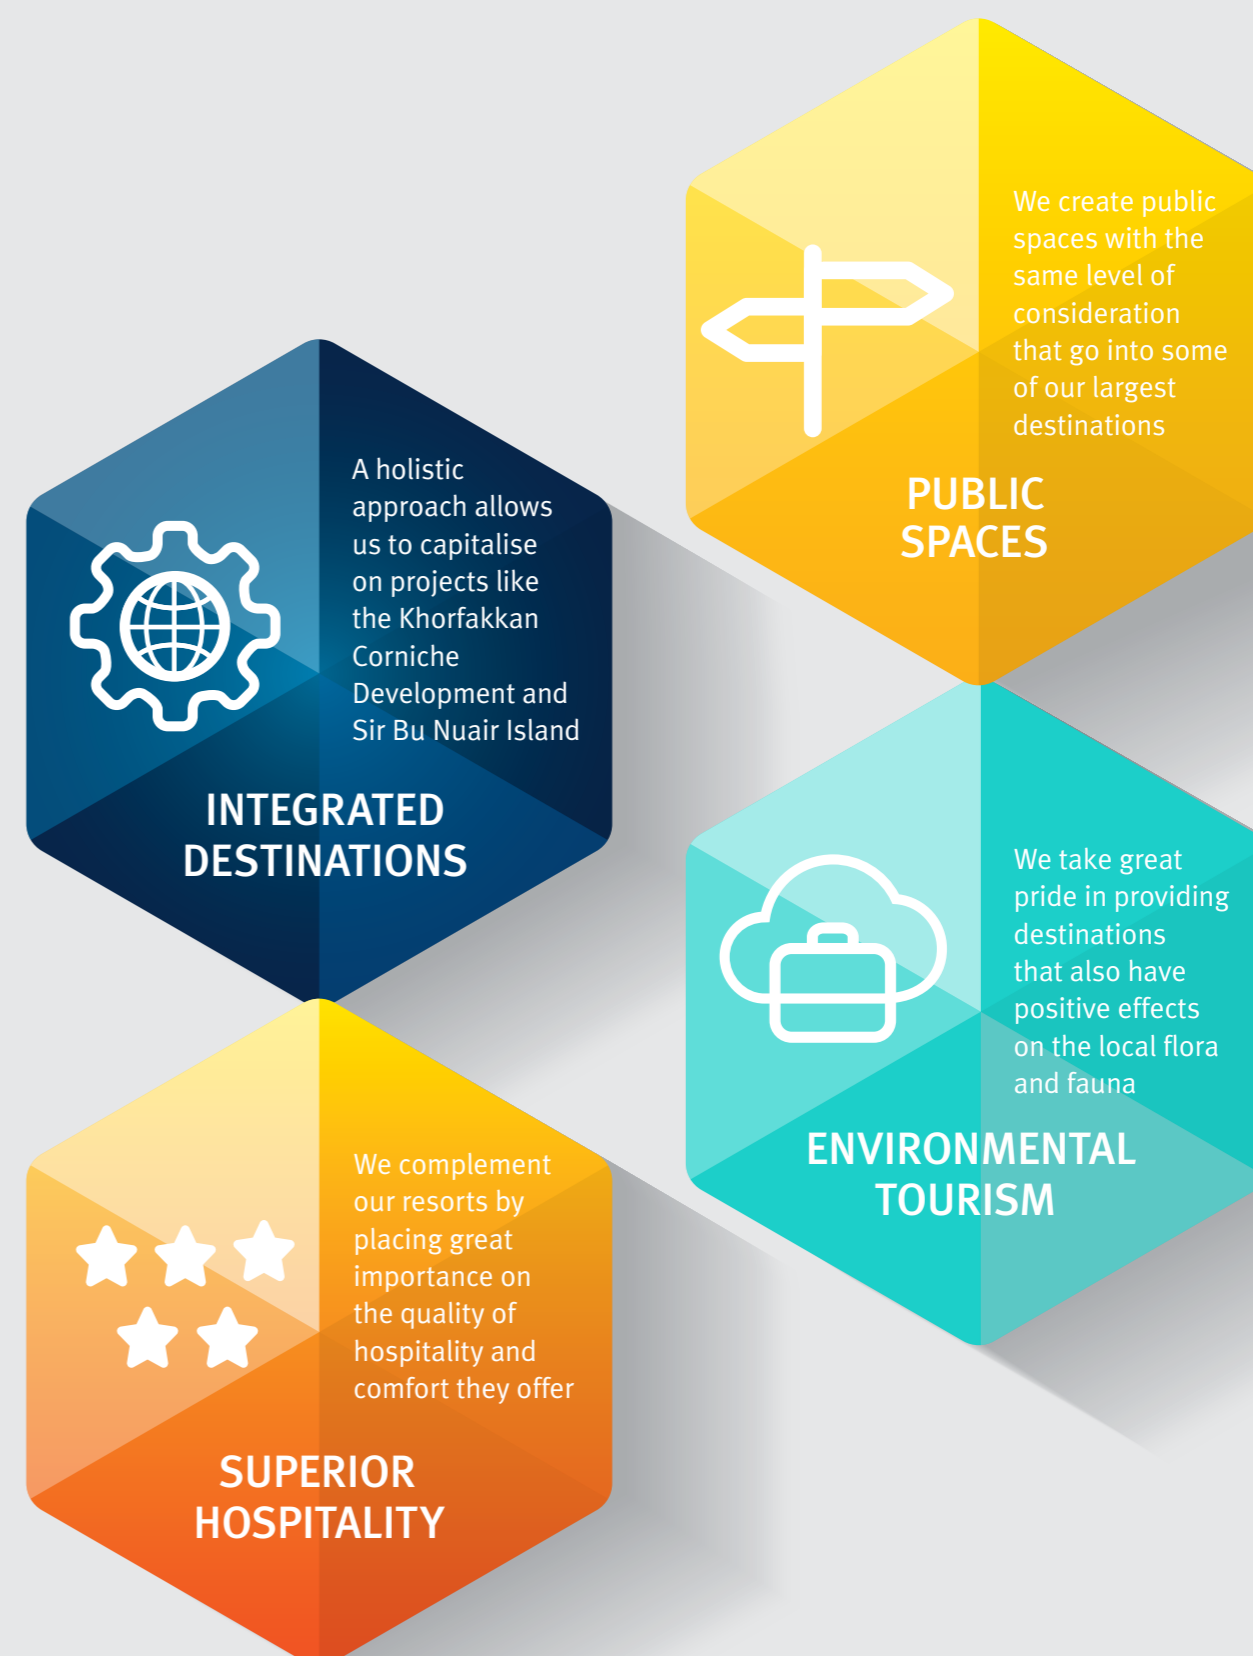 We create public
spaces with the
same level of
consideration
that go into some
of our largest
destinations
PUBLIC
SPACES
A holistic
approach allows
us to capitalise
on projects like
the Khorfakkan
Corniche
Development and
Sir Bu Nuair Island
INTEGRATED
DESTINATIONS
We take great
pride in providing
destinations
that also have
positive effects
on the local flora
and fauna
ENVIRONMENTAL
TOURISM
We complement
our resorts by
placing great
importance on
the quality of
hospitality and
comfort they offer
SUPERIOR
HOSPITALITY